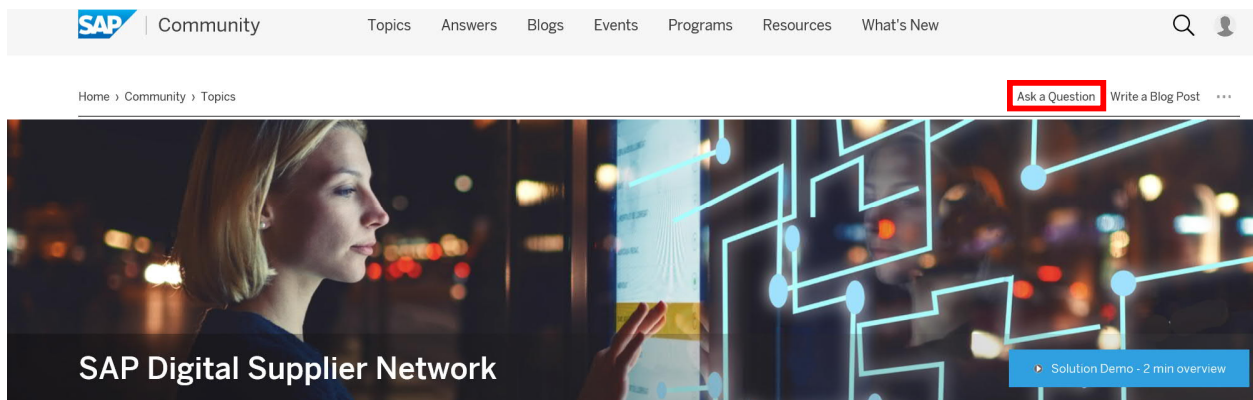 SAP Community Topics Answers Blogs Events Programs Resources What's New
Home › Community › Topics Ask a Question Write a Blog Post ...
SAP Digital Supplier Network
Solution Demo - 2 min overview